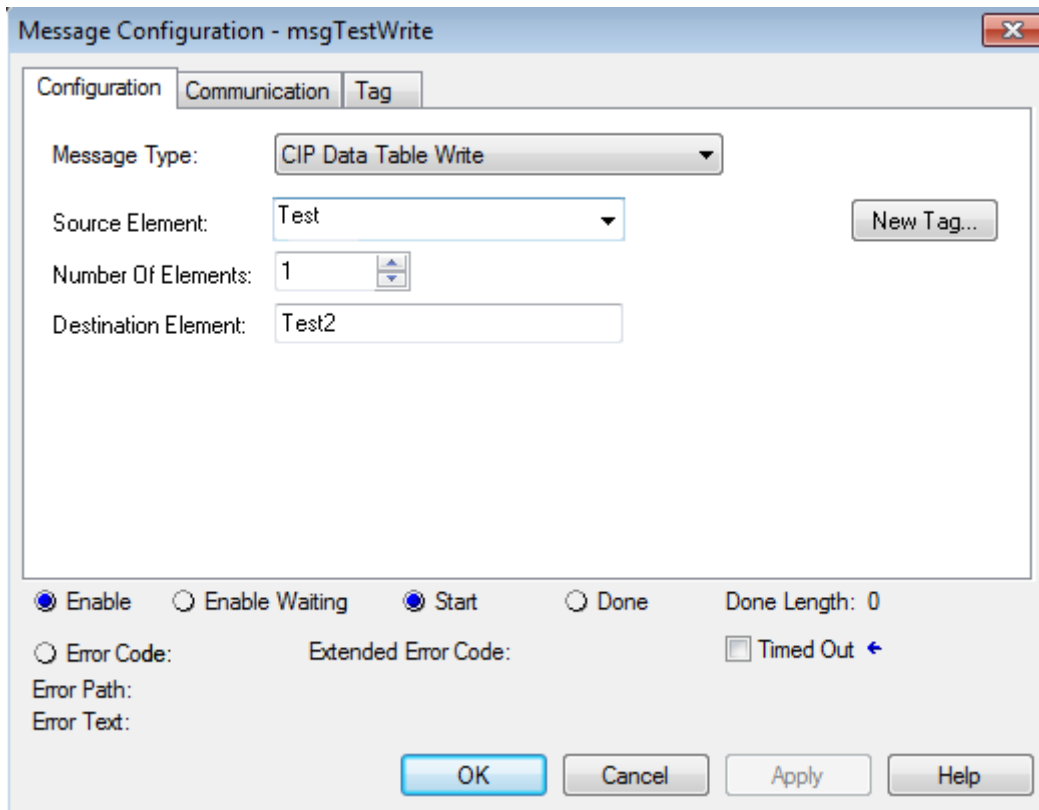 Message Configuration - msgTestWrite
Configuration Communication Tag
Message Type: CIP Data Table Write
Source Element: Test New Tag...
Number Of Elements: 1
Destination Element: Test2
Enable Enable Waiting Start Done Done Length: 0
Error Code: Extended Error Code: Timed Out
Error Path:
Error Text:
OK Cancel Apply Help